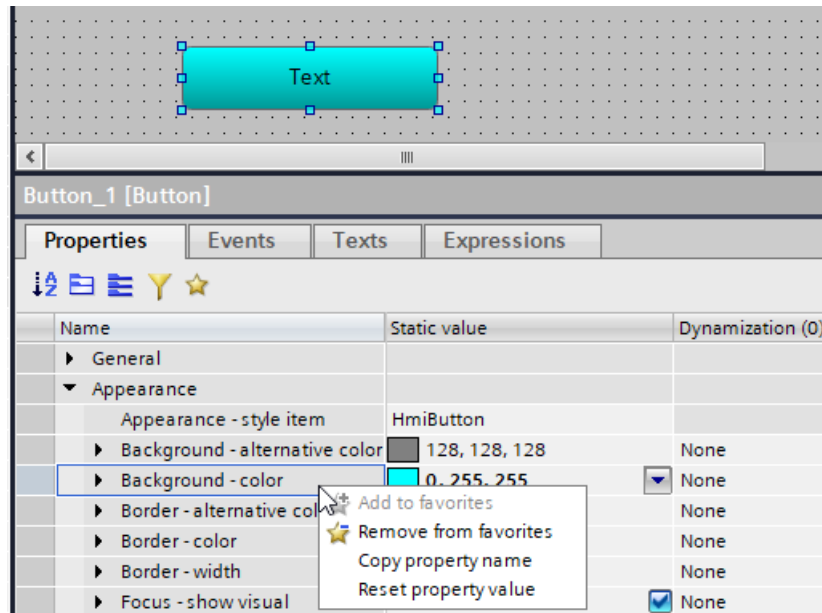 Text
Button_1 [Button]
Properties Events Texts Expressions
Name Static value Dynamization (0)
General
Appearance
Appearance - style item HmiButton
Background - alternative color 128, 128, 128 None
Background - color 0, 255, 255 None
Border - alternative col None
Add to favorites
Border - color None
Remove from favorites
Border - width None
Copy property name
Focus - show visual None
Reset property value